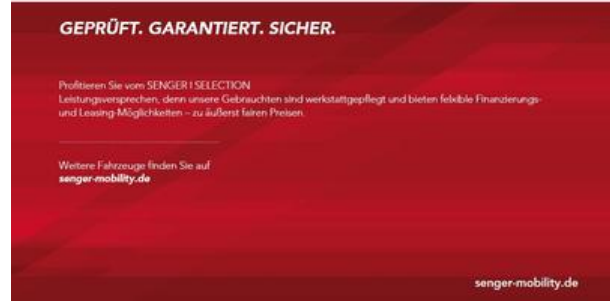 GEPRÜFT. GARANTIERT. SICHER.
Profitieren Sie vom SENGER I SELECTION
Leistungsversprechen, denn unsere Gebrauchten sind werkstattgepflegt und bieten felxible Finanzierungs-
und Leasing-Möglichkeiten – zu äußerst fairen Preisen.
Weitere Fahrzeuge finden Sie auf
senger-mobility.de
senger-mobility.de